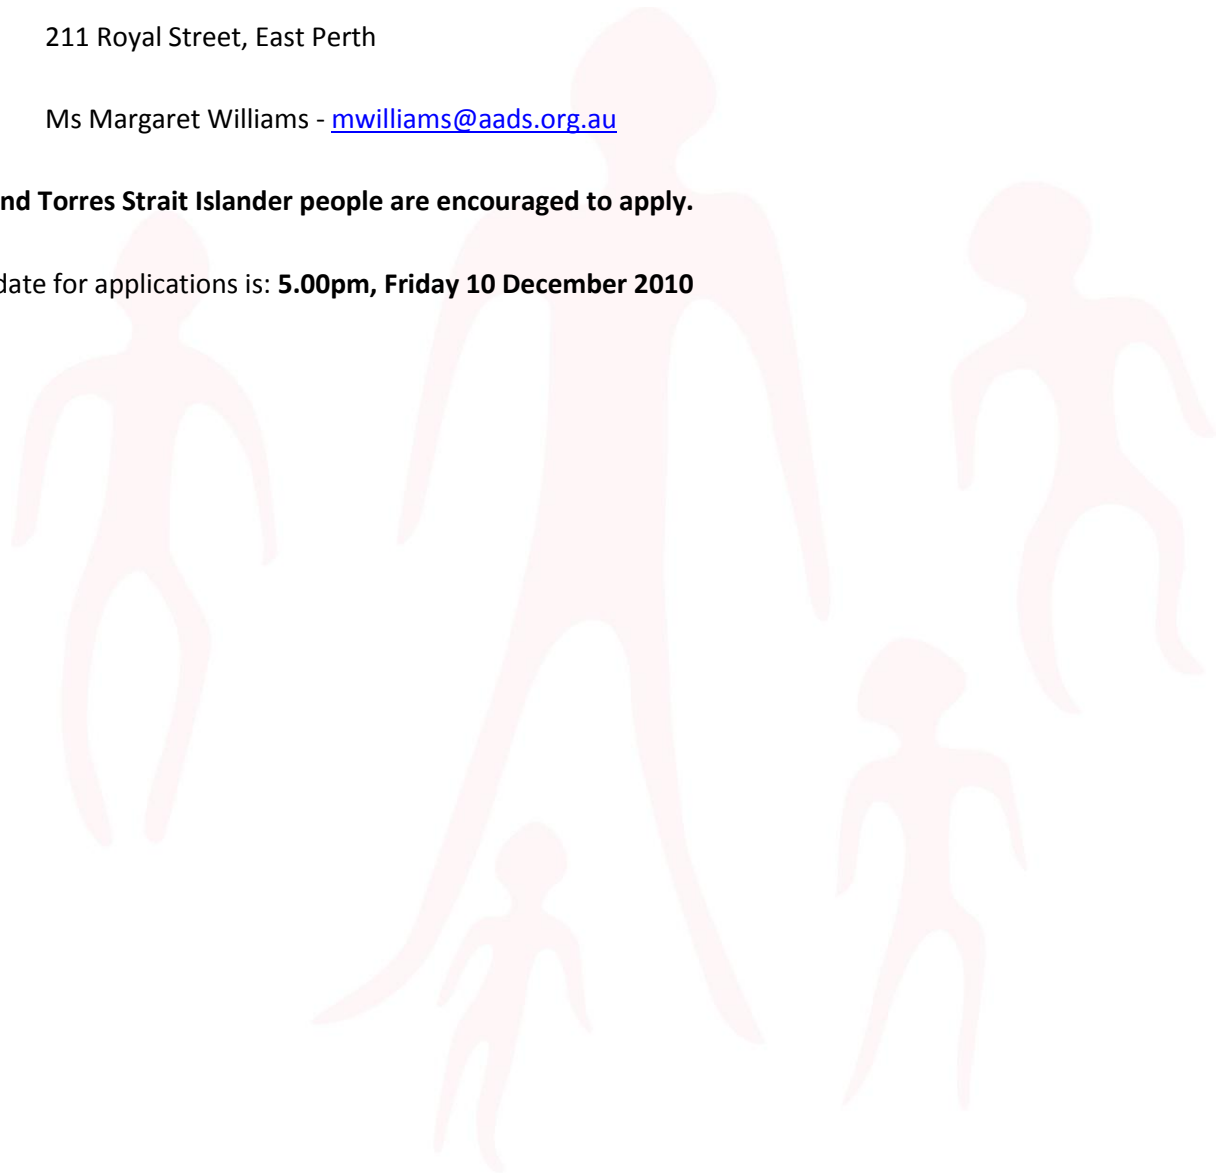 211 Royal Street, East Perth
Ms Margaret Williams - mwilliams@aads.org.au
nd Torres Strait Islander people are encouraged to apply.
date for applications is: 5.00pm, Friday 10 December 2010